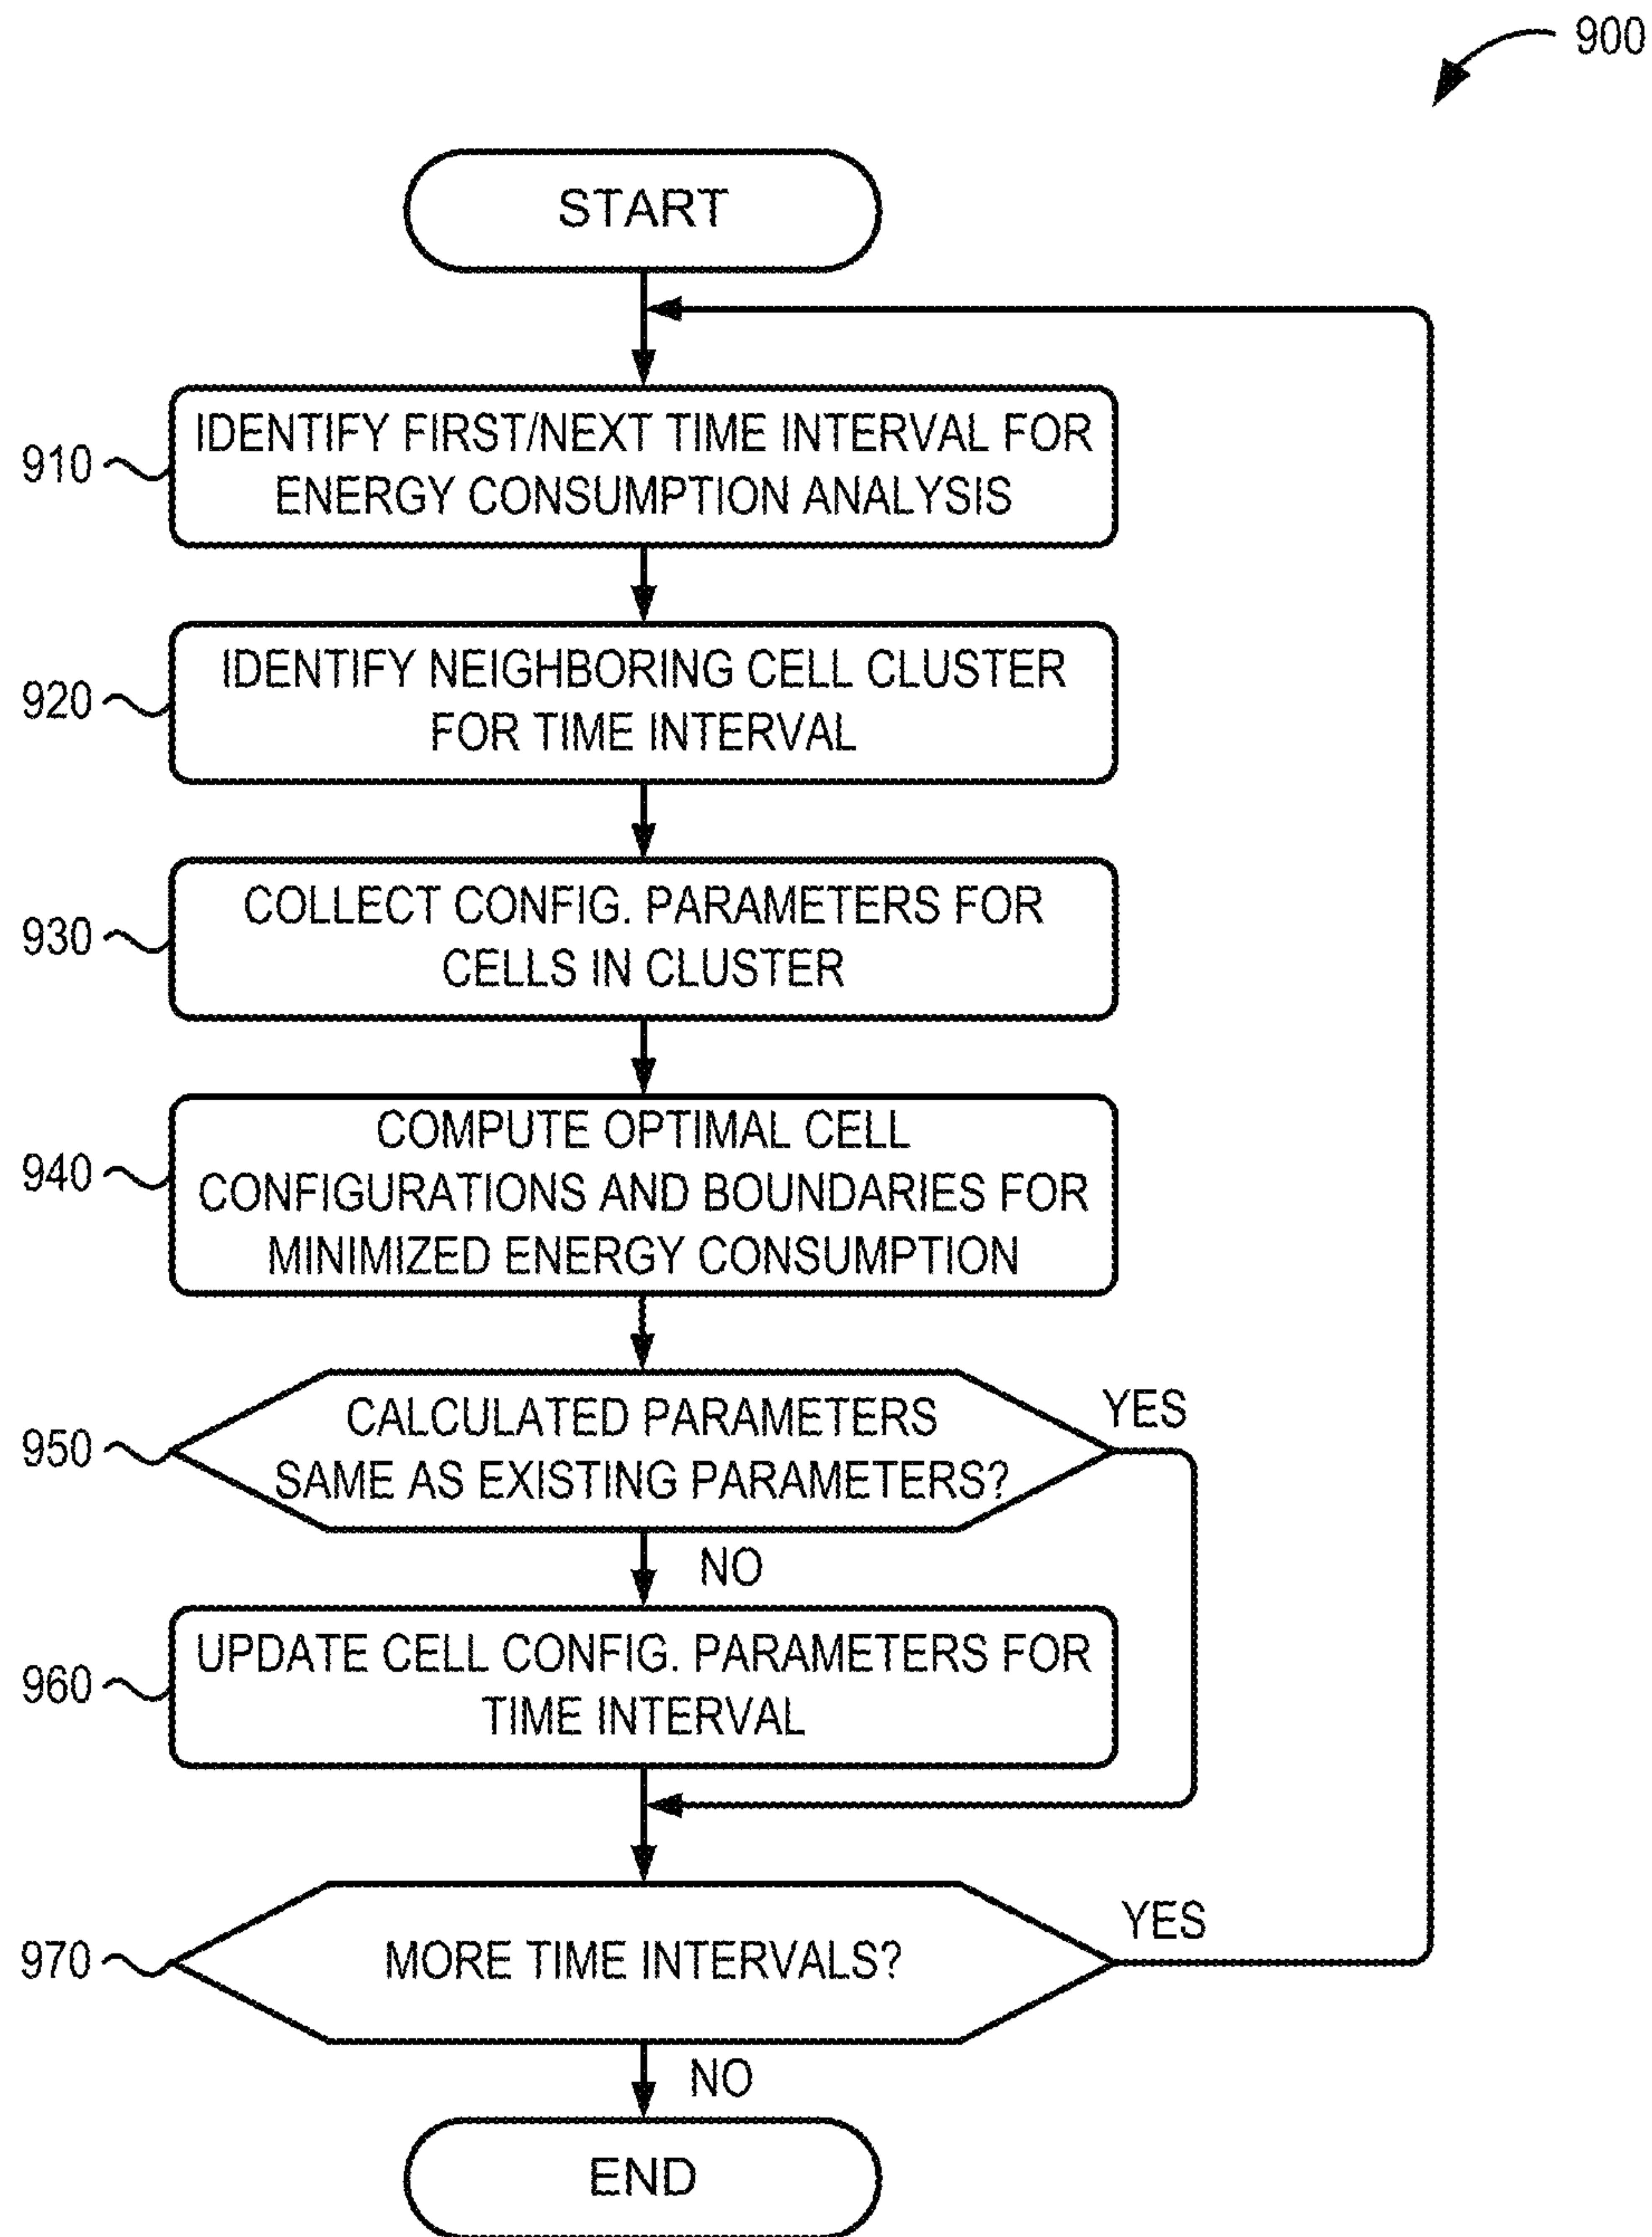 900
START
910
IDENTIFY FIRST/NEXT TIME INTERVAL FOR
ENERGY CONSUMPTION ANALYSIS
920
IDENTIFY NEIGHBORING CELL CLUSTER
FOR TIME INTERVAL
930
COLLECT CONFIG. PARAMETERS FOR
CELLS IN CLUSTER
940
COMPUTE OPTIMAL CELL
CONFIGURATIONS AND BOUNDARIES FOR
MINIMIZED ENERGY CONSUMPTION
950
CALCULATED PARAMETERS
SAME AS EXISTING PARAMETERS?
YES
NO
960
UPDATE CELL CONFIG. PARAMETERS FOR
TIME INTERVAL
970
MORE TIME INTERVALS?
YES
NO
END